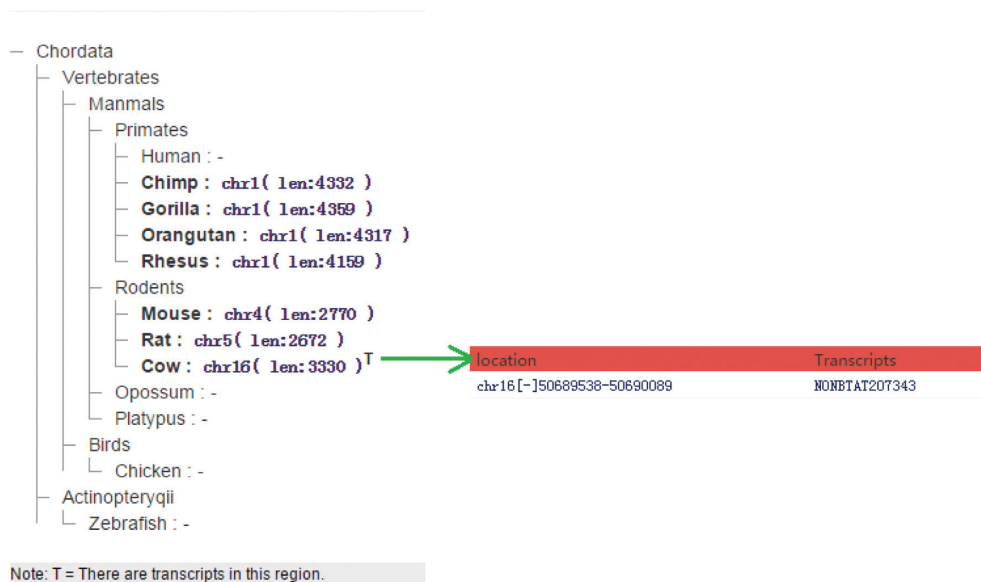 Chordata
Vertebrates
Manmals
Primates
Human : -
Chimp : chr1( len:4332 )
Gorilla : chr1( len:4359 )
Orangutan : chr1( len:4317 )
Rhesus : chr1( len:4159 )
Rodents
Mouse : chr4( len:2770 )
Rat : chr5( len:2672 )
Cow : chr16( len:3330 )T
location Transcripts
chr16[-]50689538-50690089 NONBTAT207343
Opossum : -
Platypus : -
Birds
Chicken : -
Actinopteryqii
Zebrafish : -
Note: T = There are transcripts in this region.